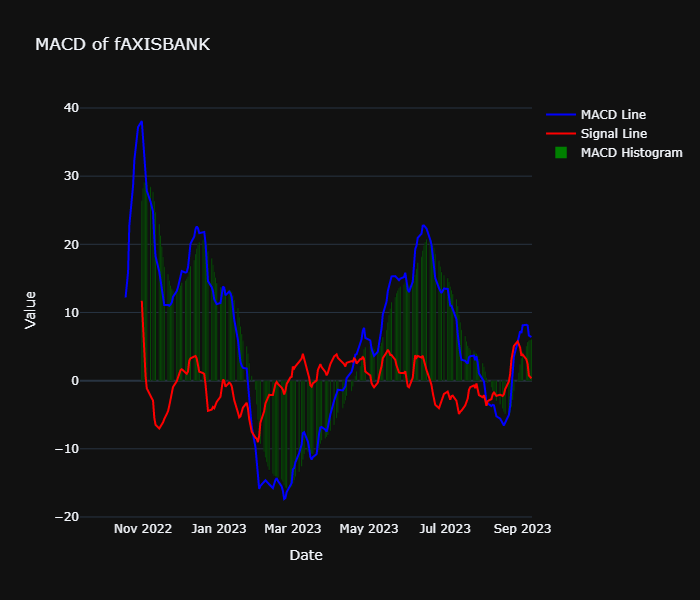 MACD of fAXISBANK
40
30
20
10
0
−10
−20
Value
Nov 2022
Jan 2023
Mar 2023
May 2023
Jul 2023
Sep 2023
Date
MACD Line
Signal Line
MACD Histogram